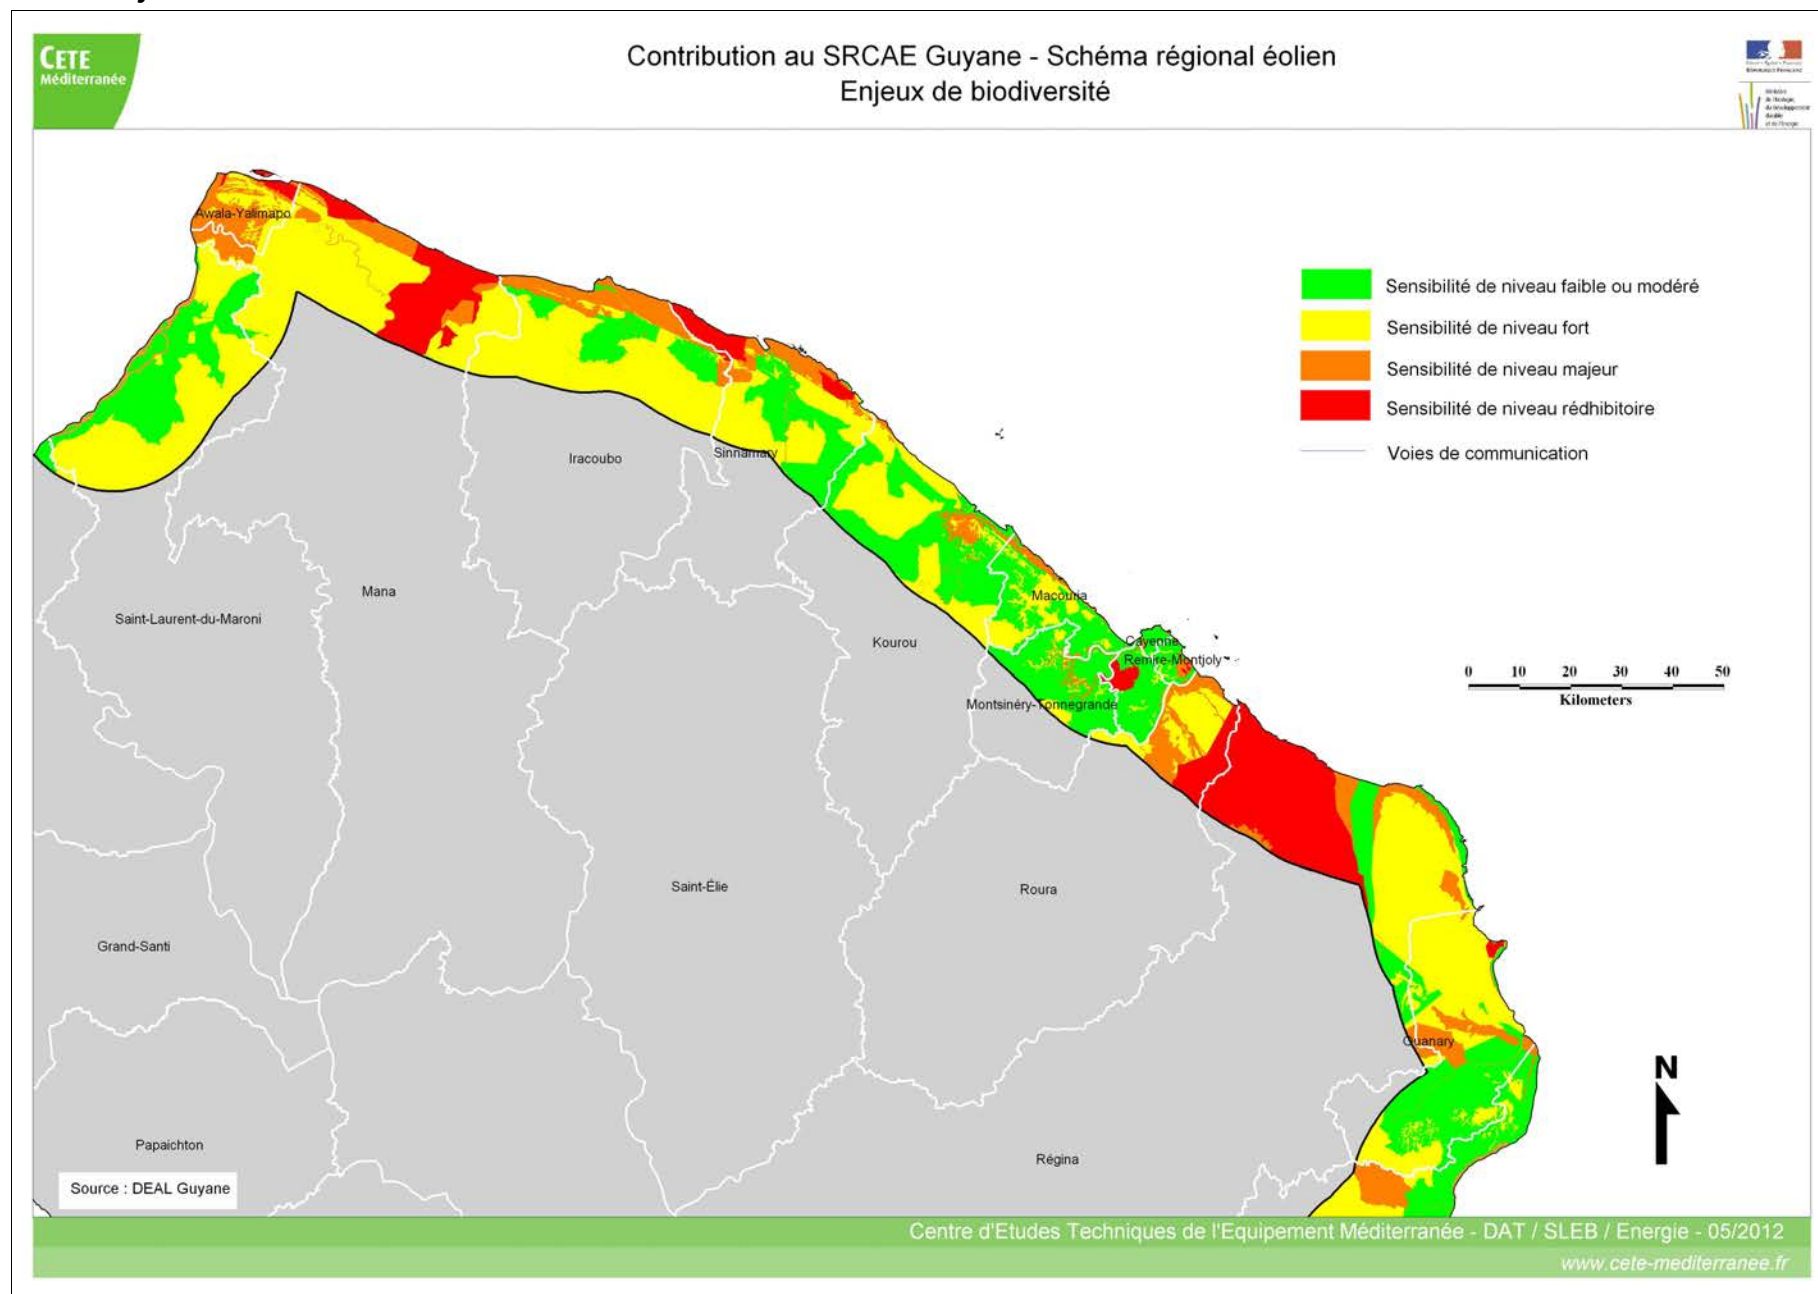 CETE
Méditerranée
Contribution au SRCAE Guyane - Schéma régional éolien
Enjeux de biodiversité
Awala-Yalimapo
Sensibilité de niveau faible ou modéré
Sensibilité de niveau fort
Sensibilité de niveau majeur
Sensibilité de niveau rédhibitoire
Voies de communication
Iracoubo
Sinnamary
Mana
Saint-Laurent-du-Maroni
Macouria
Kourou
Cayenne
Remire-Montjoly
Montsinéry-Tonnegrande
0 10 20 30 40 50
Kilometers
Saint-Élie
Roura
Grand-Santi
Ouanary
N
Papaichton
Régina
Source : DEAL Guyane
Centre d'Etudes Techniques de l'Equipement Méditerranée - DAT / SLEB / Energie - 05/2012
www.cete-mediterranee.fr